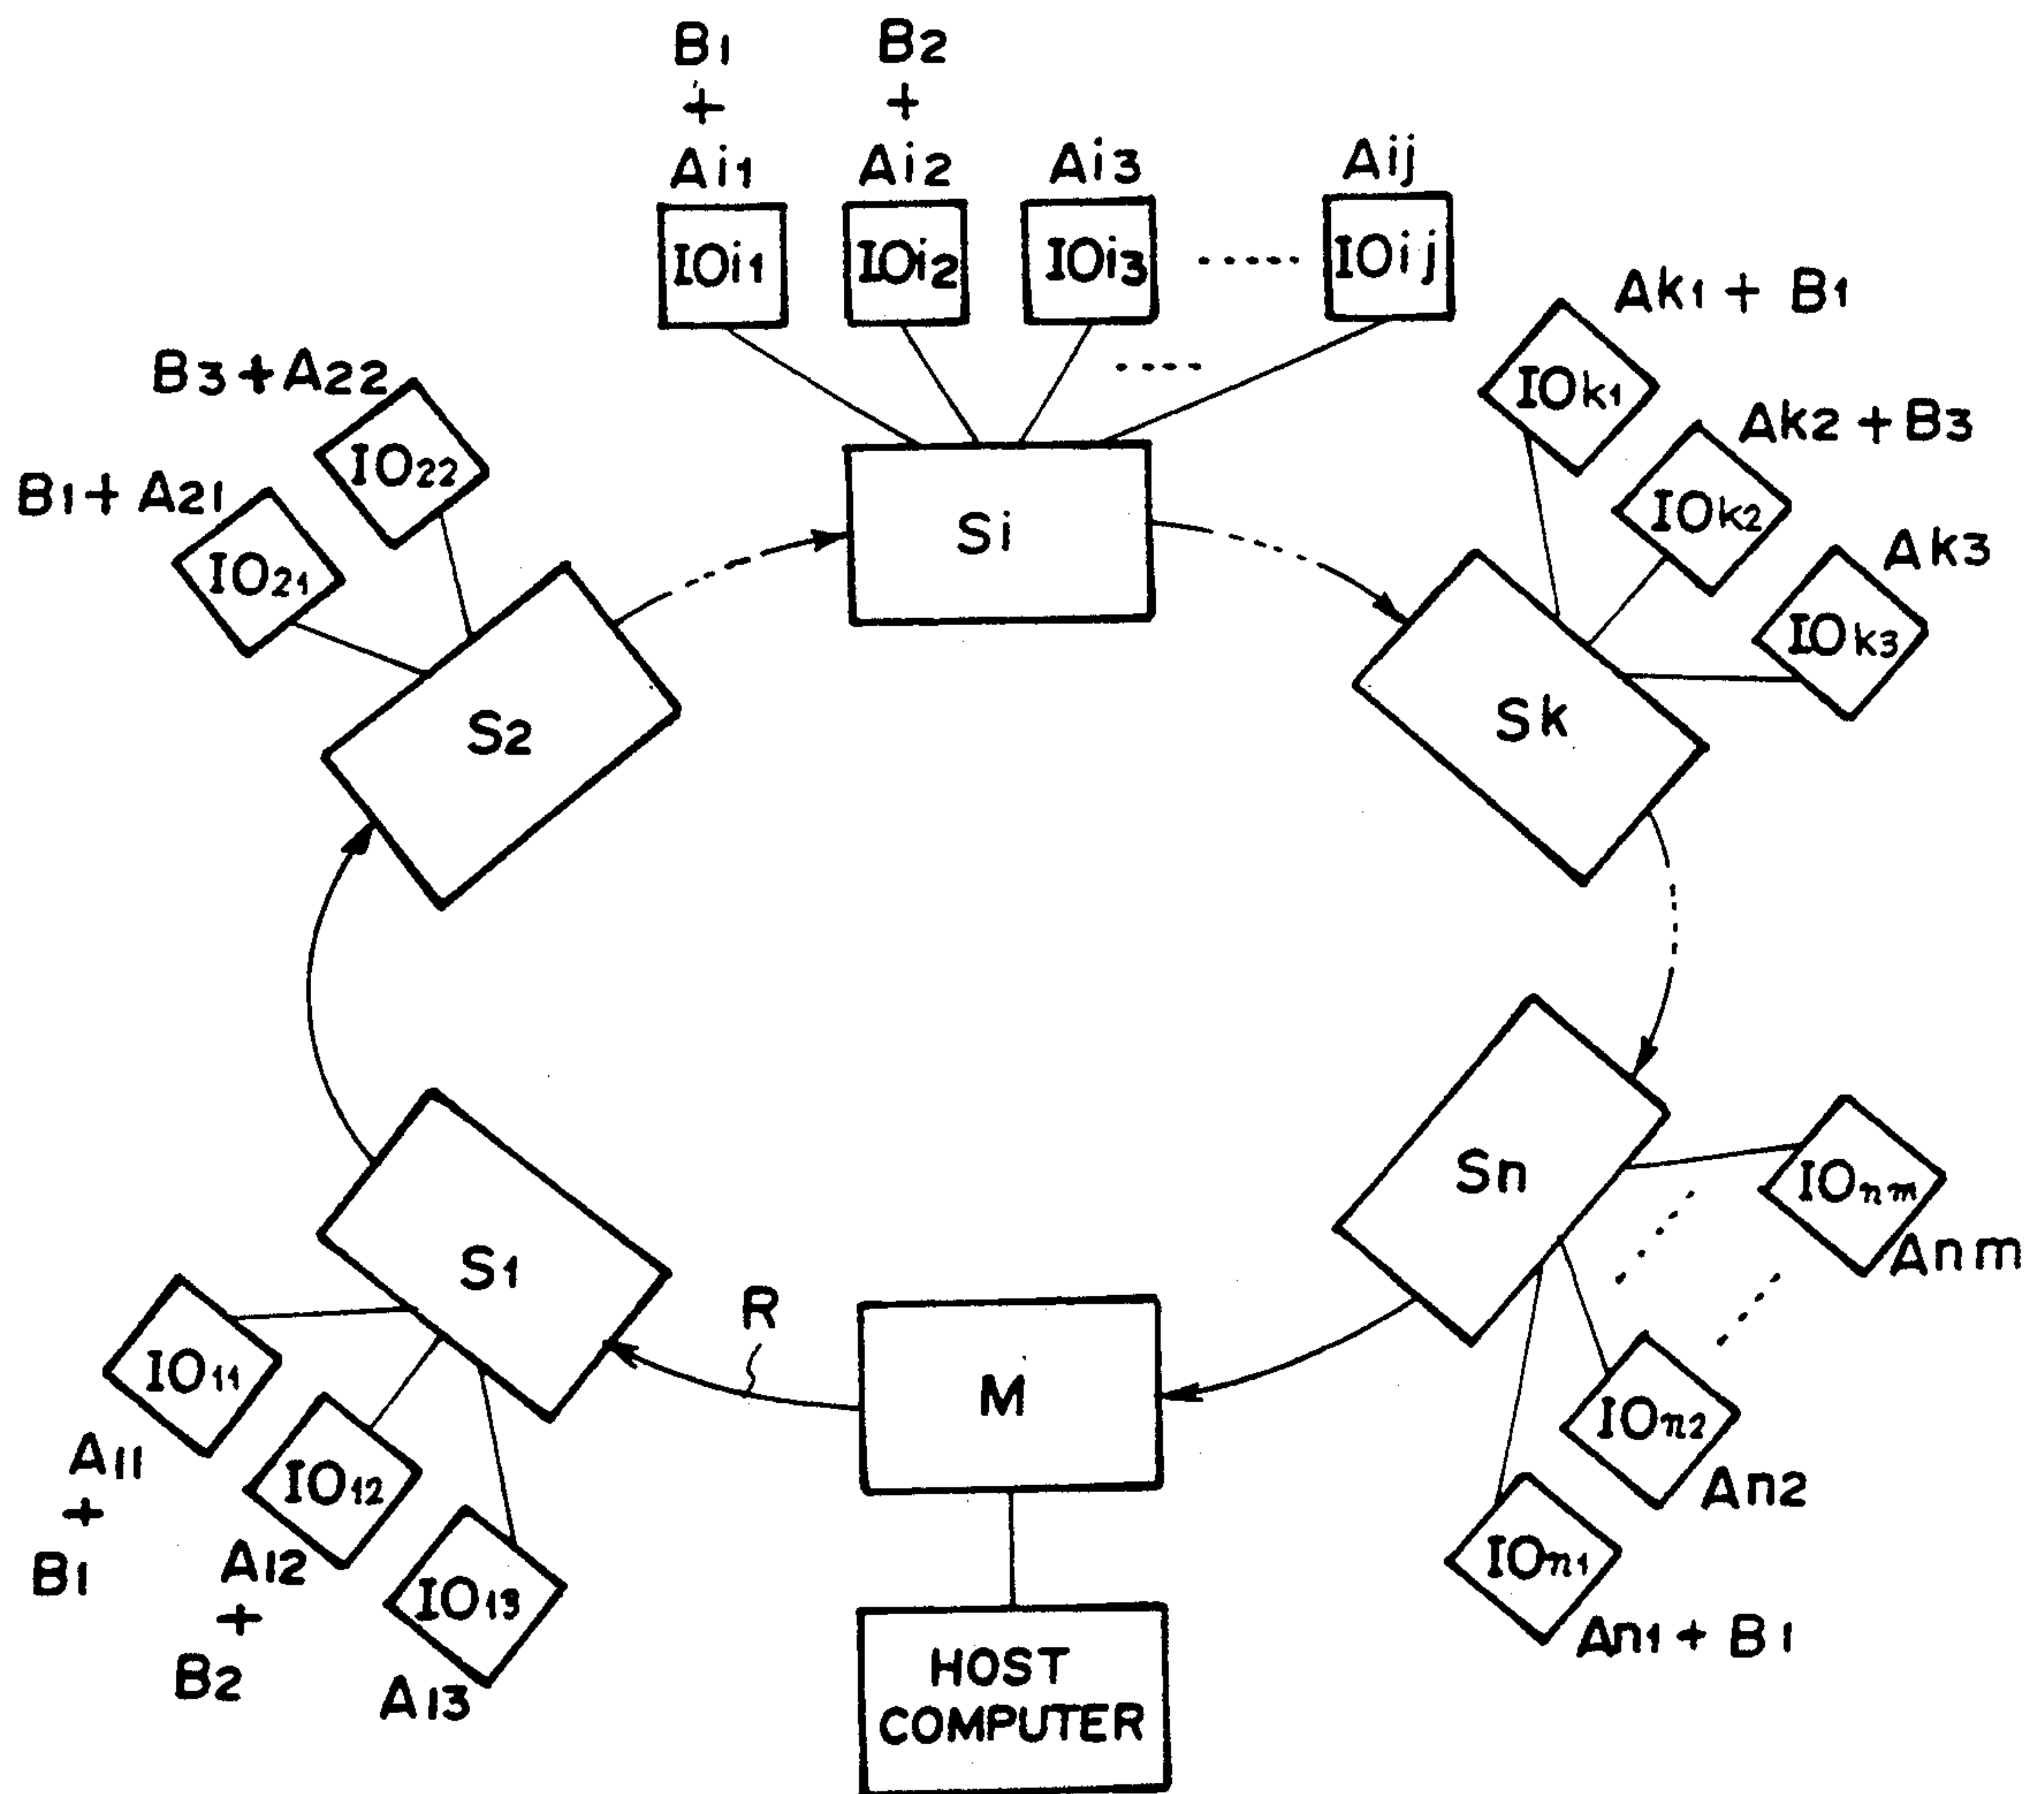 B1 B2
+ +
Ai1 Ai2 Ai3 Aij
IOi1 IOi2 IOi3 ..... IOij
....
Ak1 + B1
IOk1
B3+A22
IO22
Ak2 + B3
IOk2
B1+ A21
IO21
Ak3
IOk3
Si
S2
Sk
Sn
IOnm
Anm
S1
R
M
IO11
A11
+
B1
IO12
A12
+
B2
IO13
A13
IOn2
An2
IOn1
An1 + B1
HOST
COMPUTER